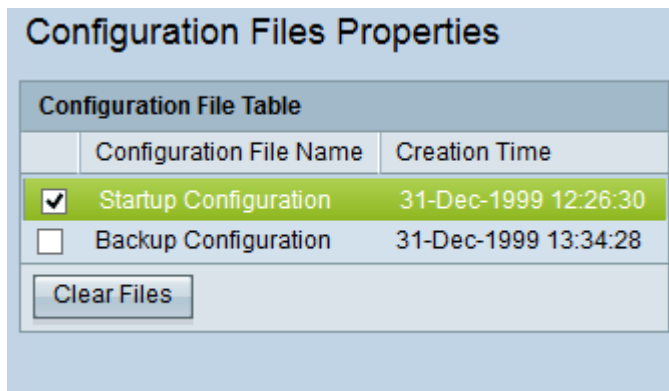 Configuration Files Properties
Configuration File Table
Configuration File Name Creation Time
Startup Configuration 31-Dec-1999 12:26:30
Backup Configuration 31-Dec-1999 13:34:28
Clear Files